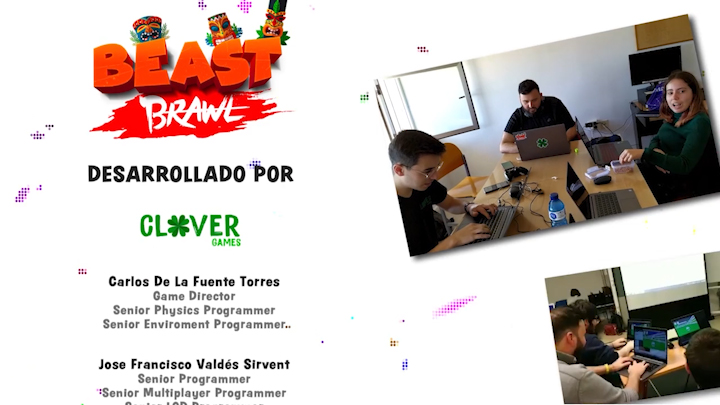 BEAST
BRAWL
DESARROLLADO POR
CLOVER
GAMES
Carlos De La Fuente Torres
Game Director
Senior Physics Programmer
Senior Enviroment Programmer..
Jose Francisco Valdés Sirvent
Senior Programmer
Senior Multiplayer Programmer